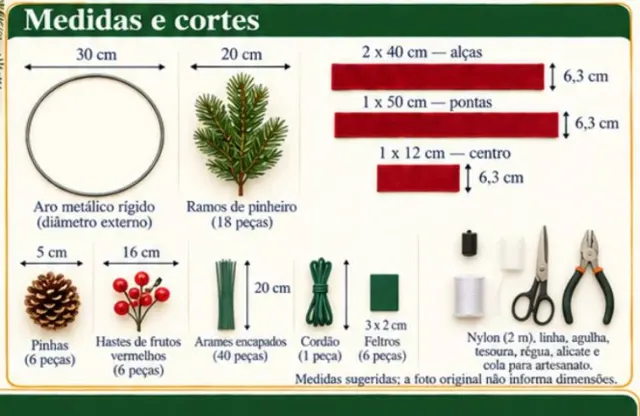 Medidas e cortes
30 cm
20 cm
2 x 40 cm — alças
6,3 cm
1 x 50 cm — pontas
6,3 cm
1 x 12 cm — centro
6,3 cm
Aro metálico rígido
(diâmetro externo)
Ramos de pinheiro
(18 peças)
5 cm
16 cm
20 cm
3 x 2 cm
Pinhas
(6 peças)
Hastes de frutos
vermelhos
(6 peças)
Arames encapados
(40 peças)
Cordão
(1 peça)
Feltros
(6 peças)
Nylon (2 m), linha, agulha,
tesoura, régua, alicate e
cola para artesanato.
Medidas sugeridas; a foto original não informa dimensões.